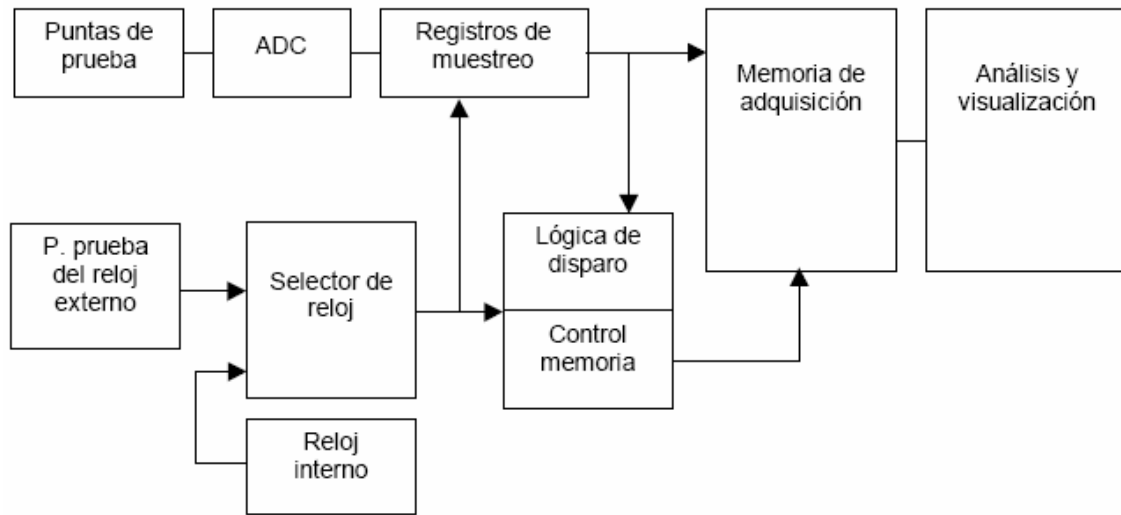 Puntas de
prueba
ADC
Registros de
muestreo
Memoria de
adquisición
Análisis y
visualización
P. prueba
del reloj
externo
Selector de
reloj
Lógica de
disparo
Control
memoria
Reloj
interno